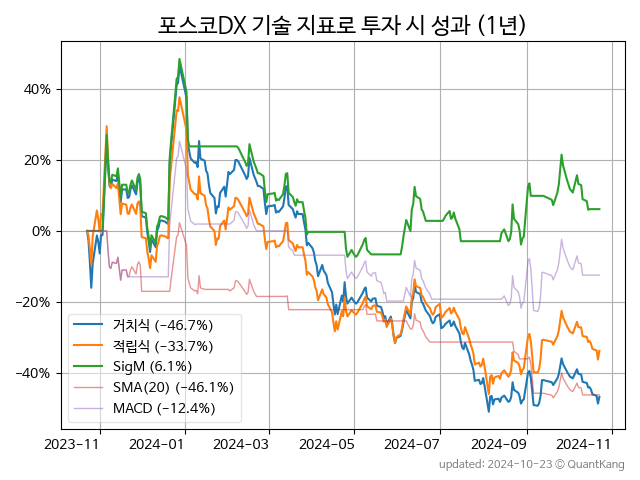 포스코DX 기술 지표로 투자 시 성과 (1년)
40%
20%
0%
−20%
−40%
거치식 (−46.7%)
적립식 (−33.7%)
SigM (6.1%)
SMA(20) (−46.1%)
MACD (−12.4%)
2023-11
2024-01
2024-03
2024-05
2024-07
2024-09
2024-11
updated: 2024-10-23 © QuantKang